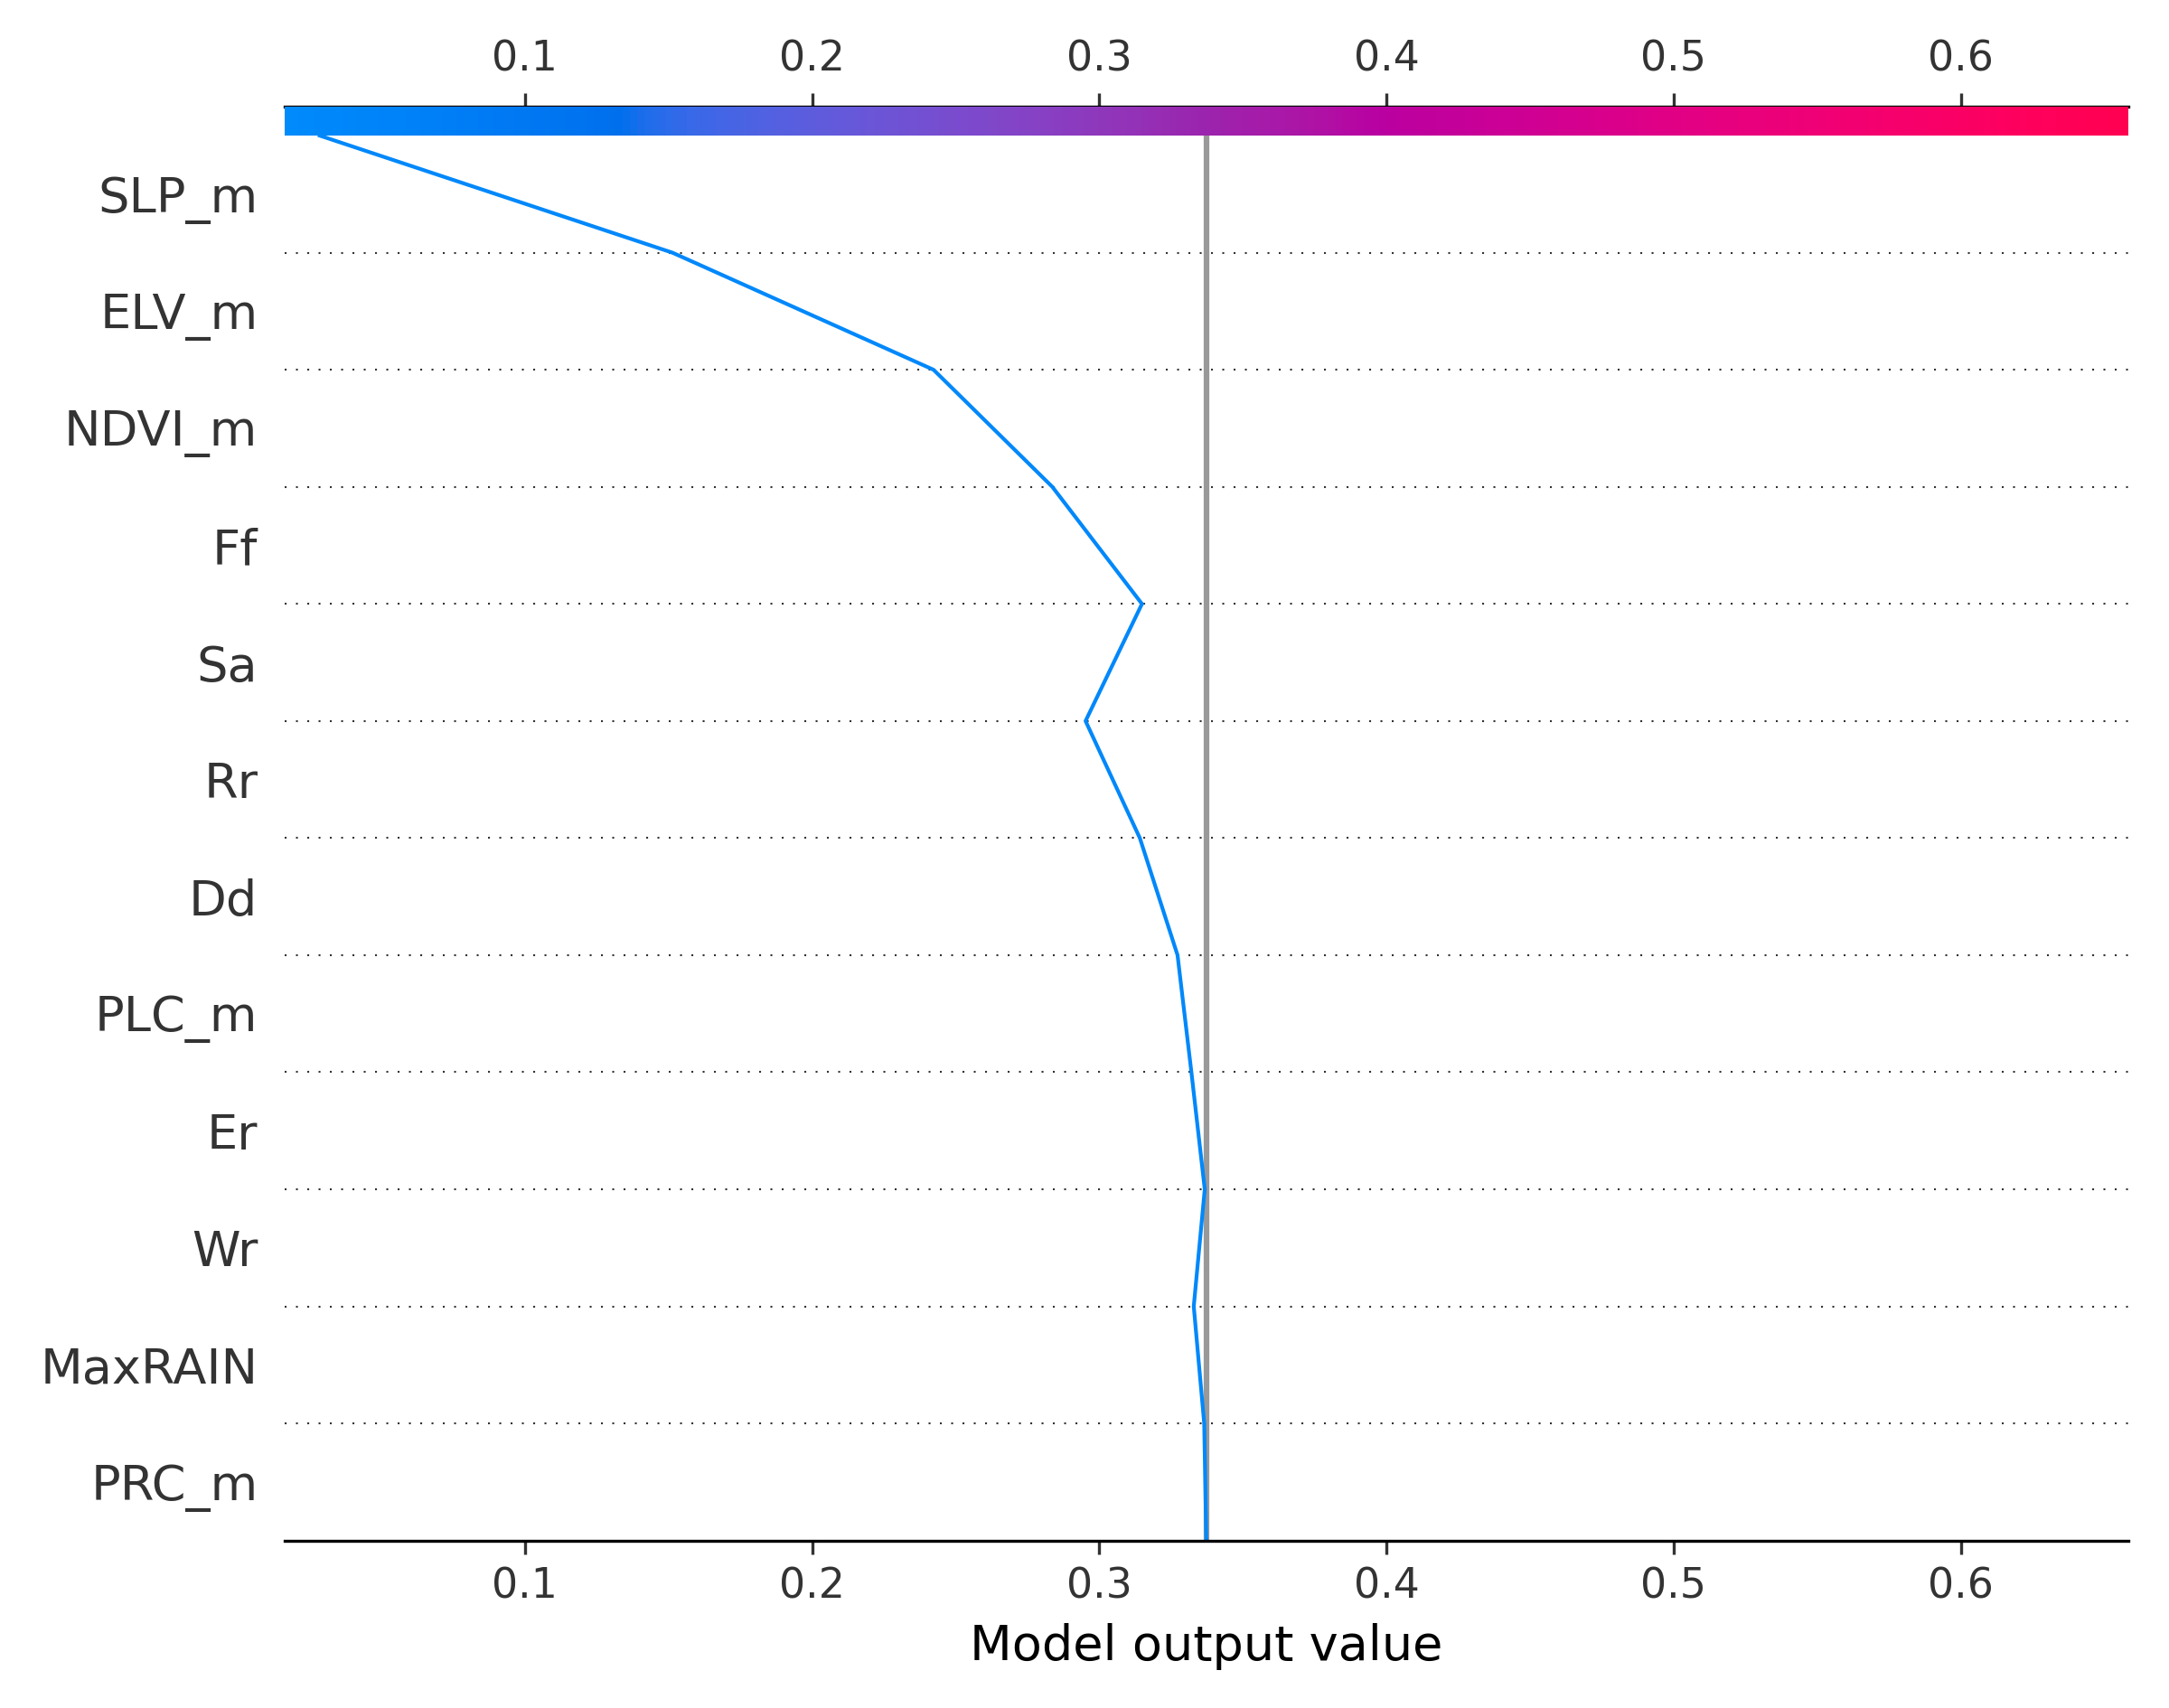 0.1 0.2 0.3 0.4 0.5 0.6
SLP_m
ELV_m
NDVI_m
Ff
Sa
Rr
Dd
PLC_m
Er
Wr
MaxRAIN
PRC_m
0.1 0.2 0.3 0.4 0.5 0.6
Model output value